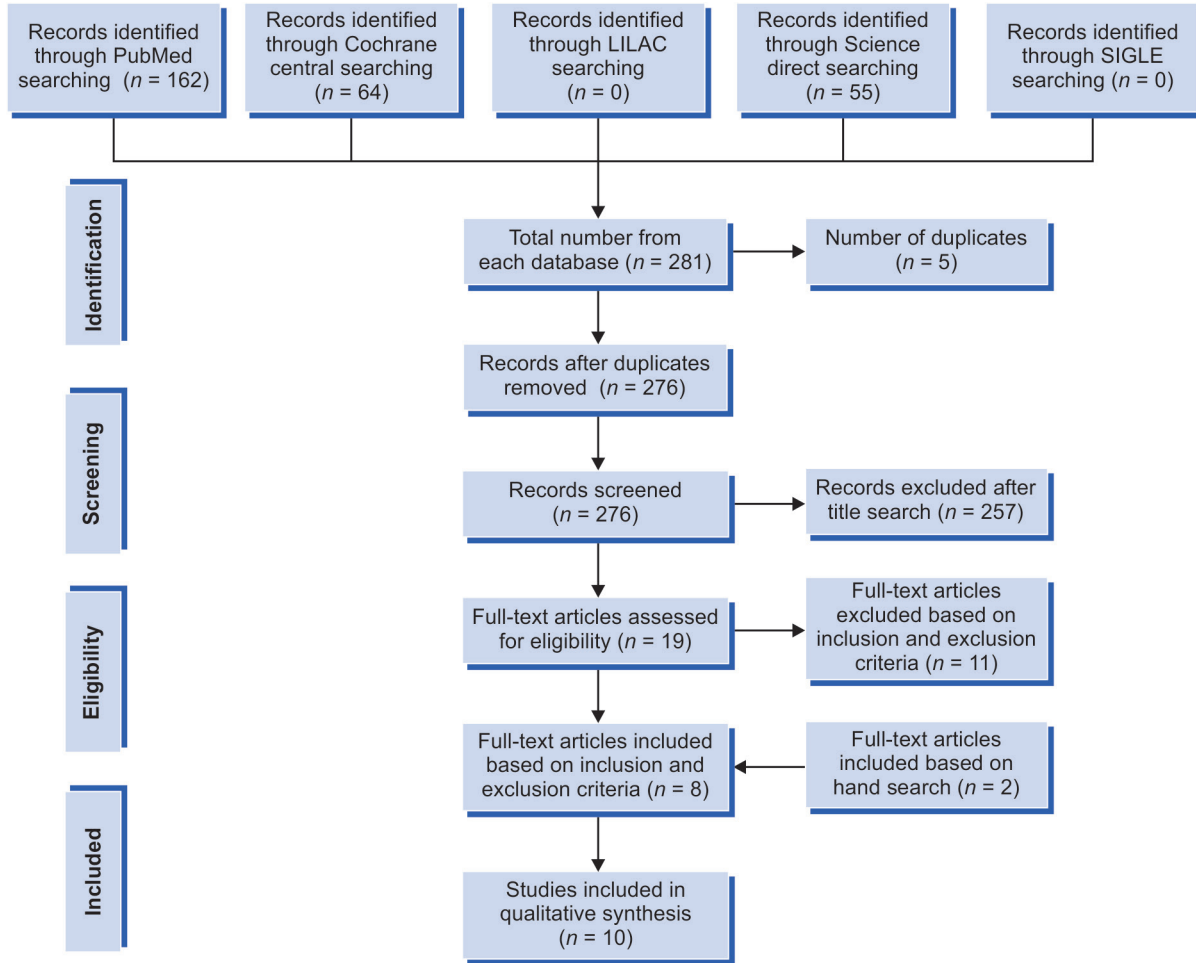 Records identified
through PubMed
searching (n = 162)
Records identified
through Cochrane
central searching
(n = 64)
Records identified
through LILAC
searching
(n = 0)
Records identified
through Science
direct searching
(n = 55)
Records identified
through SIGLE
searching (n = 0)
Identification
Total number from
each database (n = 281)
Number of duplicates
(n = 5)
Records after duplicates
removed (n = 276)
Screening
Records screened
(n = 276)
Records excluded after
title search (n = 257)
Eligibility
Full-text articles assessed
for eligibility (n = 19)
Full-text articles
excluded based on
inclusion and exclusion
criteria (n = 11)
Full-text articles included
based on inclusion and
exclusion criteria (n = 8)
Full-text articles
included based on
hand search (n = 2)
Included
Studies included in
qualitative synthesis
(n = 10)